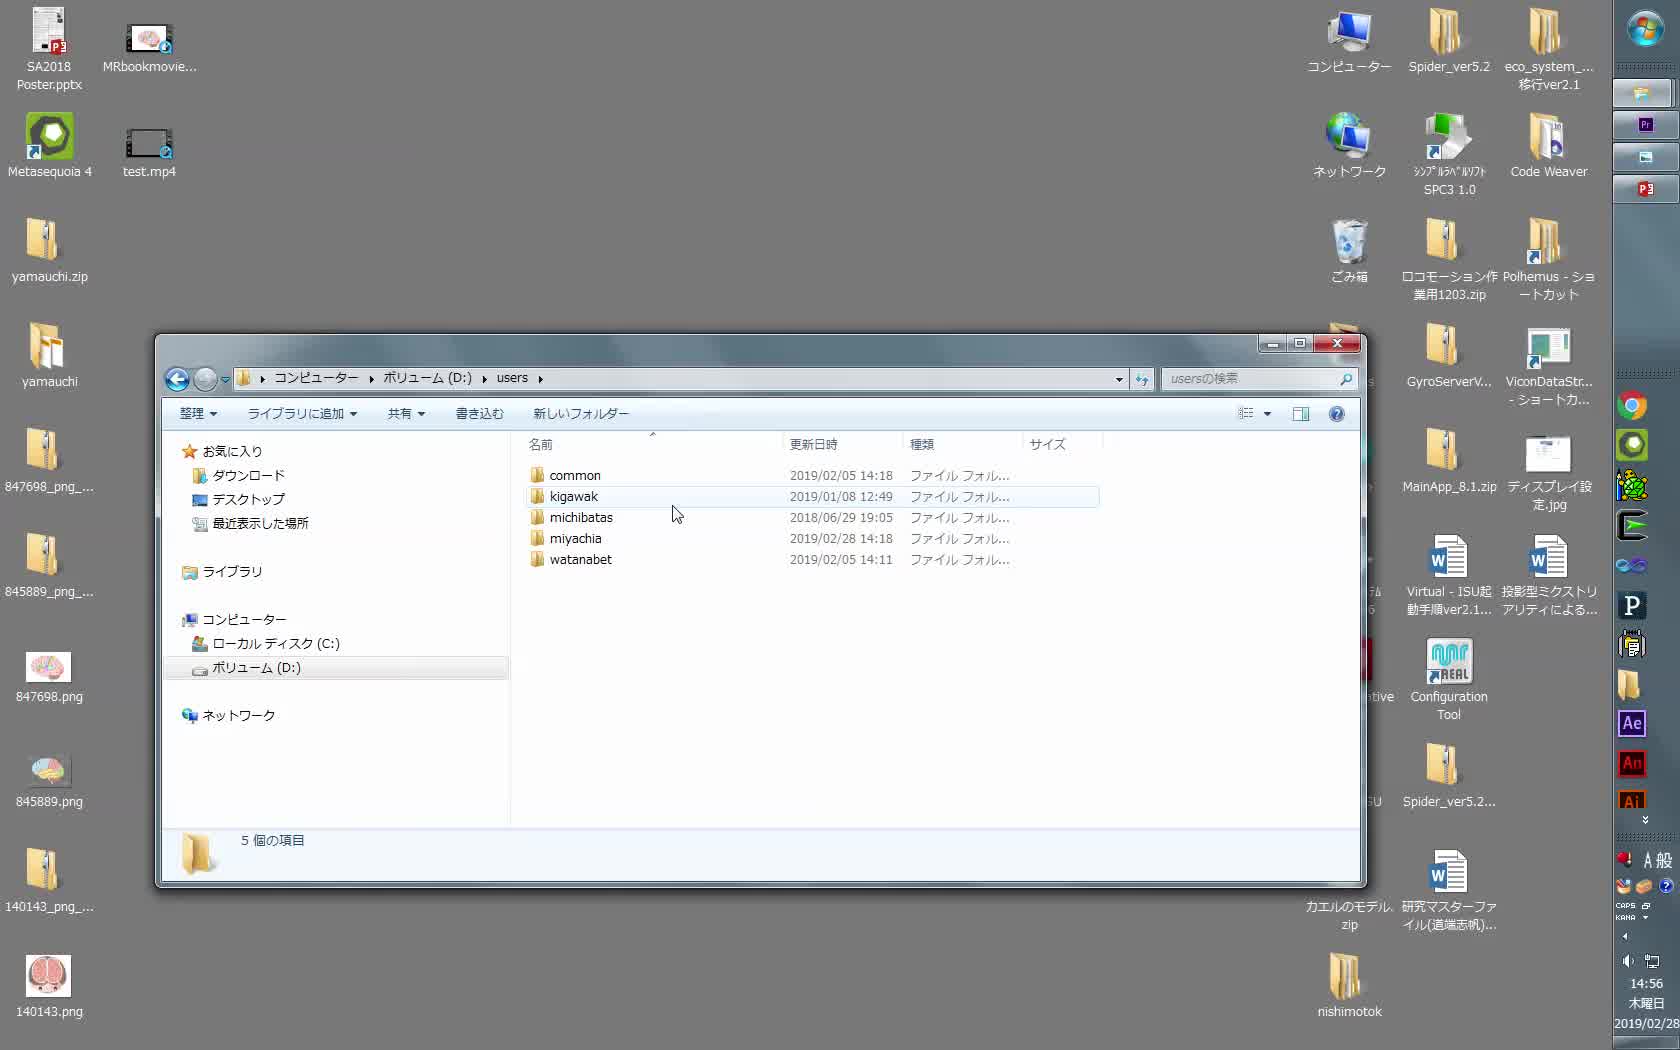 SA2018
Poster.pptx
MRbookmovie...
Metasequoia 4
test.mp4
yamauchi.zip
yamauchi
847698_png_...
845889_png_...
847698.png
845889.png
140143_png_...
140143.png
コンピューター
Spider_ver5.2
eco_system_...
移行ver2.1
ネットワーク
ｼﾝﾌﾟﾙﾗﾍﾞﾙｿﾌﾄ
SPC3 1.0
Code Weaver
ごみ箱
ロコモーション作
業用1203.zip
Polhemus - ショ
ートカット
GyroServerV...
ViconDataStr...
- ショートカ...
MainApp_8.1.zip
ディスプレイ設
定.jpg
Virtual - ISU起
動手順ver2.1...
投影型ミクストリ
アリティによる...
Configuration
Tool
Spider_ver5.2...
カエルのモデル.
zip
研究マスターファ
イル(道端志帆)...
nishimotok
コンピューター
ボリューム (D:)
users
usersの検索
整理
ライブラリに追加
共有
書き込む
新しいフォルダー
お気に入り
ダウンロード
デスクトップ
最近表示した場所
ライブラリ
コンピューター
ローカル ディスク (C:)
ボリューム (D:)
ネットワーク
名前 更新日時 種類 サイズ
common 2019/02/05 14:18 ファイル フォル...
kigawak 2019/01/08 12:49 ファイル フォル...
michibatas 2018/06/29 19:05 ファイル フォル...
miyachia 2019/02/28 14:18 ファイル フォル...
watanabet 2019/02/05 14:11 ファイル フォル...
5 個の項目
Pr
P
Ae
An
Ai
A 般
CAPS
KANA
14:56
木曜日
2019/02/28